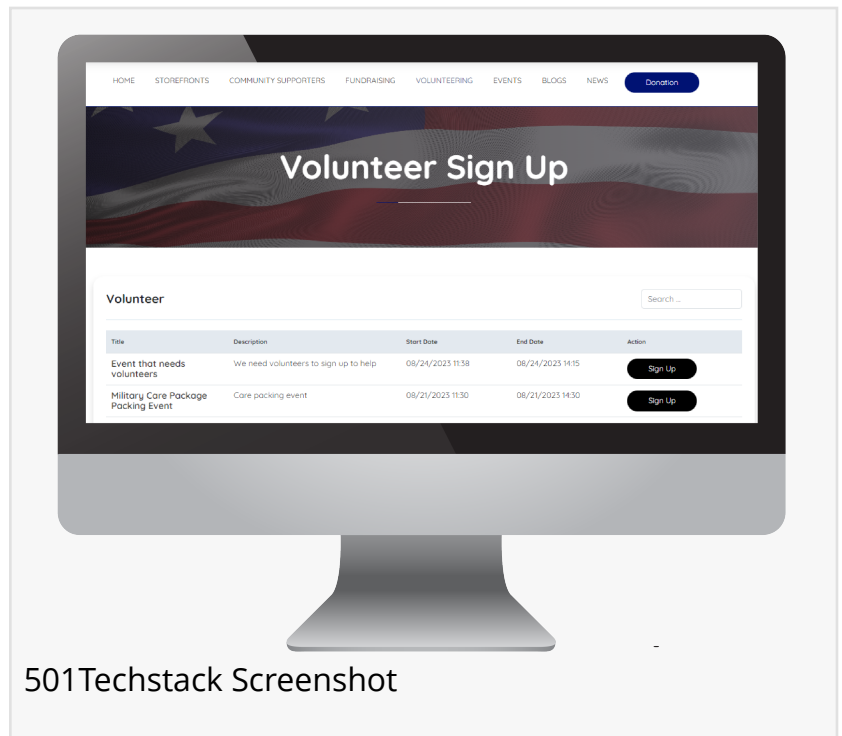 HOME STOREFRONTS COMMUNITY SUPPORTERS FUNDRAISING VOLUNTEERING EVENTS BLOGS NEWS Donation
Volunteer Sign Up
Volunteer Search ...
Title Description Start Date End Date Action
Event that needs We need volunteers to sign up to help 08/24/2023 11:38 08/24/2023 14:15 Sign Up
volunteers
Military Care Package Care packing event 08/21/2023 11:30 08/21/2023 14:30 Sign Up
Packing Event
-
501Techstack Screenshot